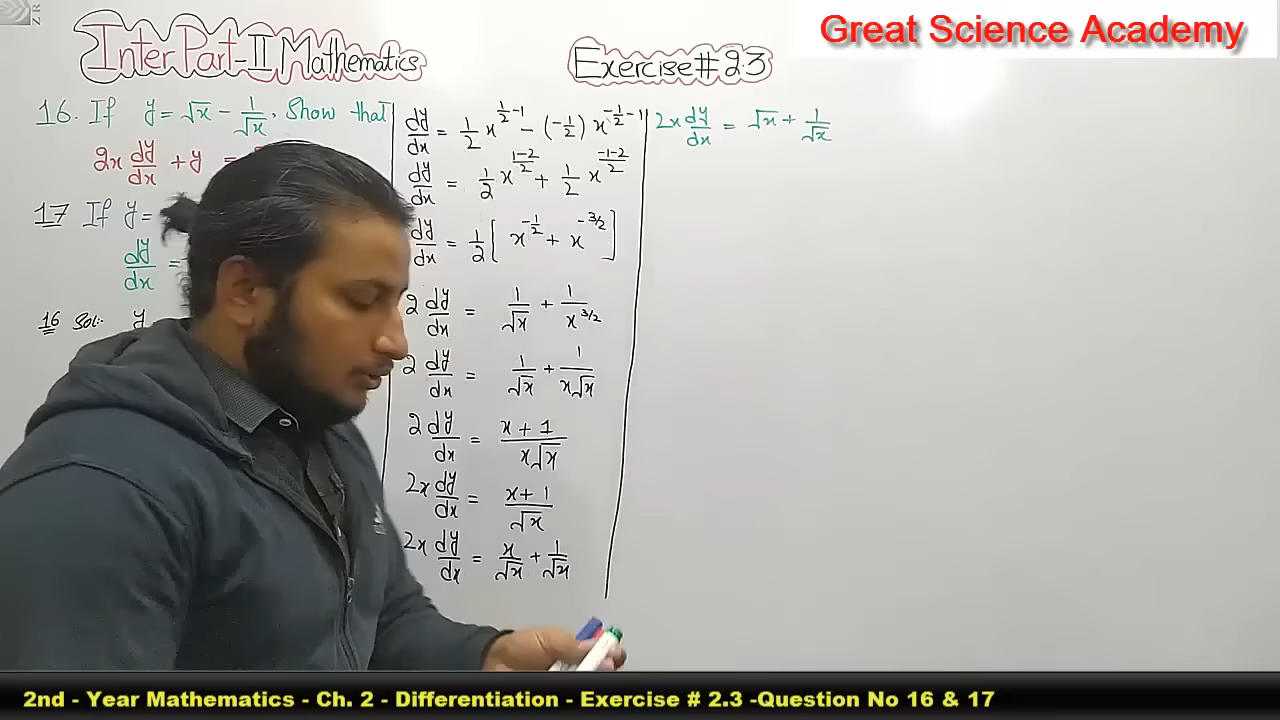 ZR
Great Science Academy
Inter Part-II Mathematics
Exercise # 2.3
16. If y = √x - 1/√x . Show that
2x dy/dx + y =
17 If y =
dy/dx =
16 Sol:- y
dy/dx = 1/2 x^(1/2 - 1) - (-1/2) x^(-1/2 - 1)
dy/dx = 1/2 x^((1-2)/2) + 1/2 x^((-1-2)/2)
dy/dx = 1/2 [ x^(-1/2) + x^(-3/2) ]
2 dy/dx = 1/√x + 1/x^(3/2)
2 dy/dx = 1/√x + 1/(x√x)
2 dy/dx = (x + 1)/(x√x)
2x dy/dx = (x + 1)/√x
2x dy/dx = x/√x + 1/√x
2x dy/dx = √x + 1/√x
2nd - Year Mathematics - Ch. 2 - Differentiation - Exercise # 2.3 -Question No 16 & 17